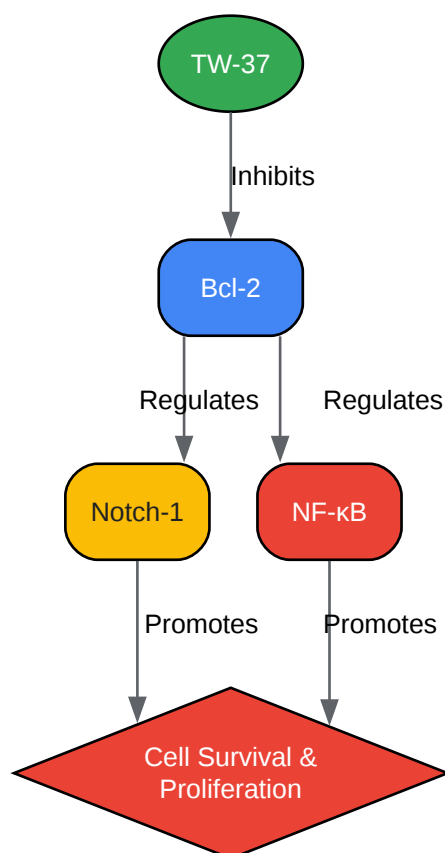 TW-37
Inhibits
Bcl-2
Regulates
Regulates
Notch-1
NF-κB
Promotes
Promotes
Cell Survival &
Proliferation